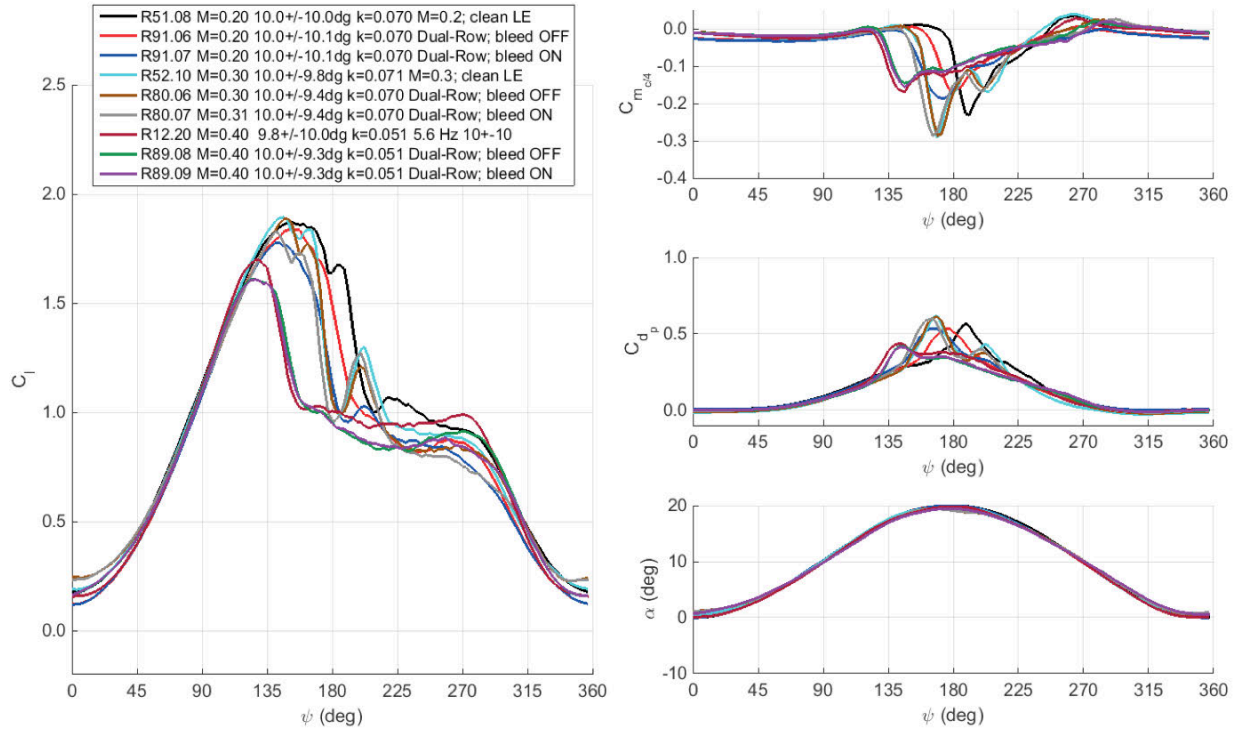 R51.08 M=0.20 10.0+/-10.0dg k=0.070 M=0.2; clean LE
R91.06 M=0.20 10.0+/-10.1dg k=0.070 Dual-Row; bleed OFF
R91.07 M=0.20 10.0+/-10.1dg k=0.070 Dual-Row; bleed ON
R52.10 M=0.30 10.0+/-9.8dg k=0.071 M=0.3; clean LE
R80.06 M=0.30 10.0+/-9.4dg k=0.070 Dual-Row; bleed OFF
R80.07 M=0.31 10.0+/-9.4dg k=0.070 Dual-Row; bleed ON
R12.20 M=0.40 9.8+/-10.0dg k=0.051 5.6 Hz 10+-10
R89.08 M=0.40 10.0+/-9.3dg k=0.051 Dual-Row; bleed OFF
R89.09 M=0.40 10.0+/-9.3dg k=0.051 Dual-Row; bleed ON
2.5
2.0
1.5
1.0
0.5
0.0
C_l
0 45 90 135 180 225 270 315 360
ψ (deg)
0.0
-0.1
-0.2
-0.3
-0.4
C_m_c/4
0 45 90 135 180 225 270 315 360
ψ (deg)
1.0
0.5
0.0
C_d_p
0 45 90 135 180 225 270 315 360
ψ (deg)
20
10
0
-10
α (deg)
0 45 90 135 180 225 270 315 360
ψ (deg)